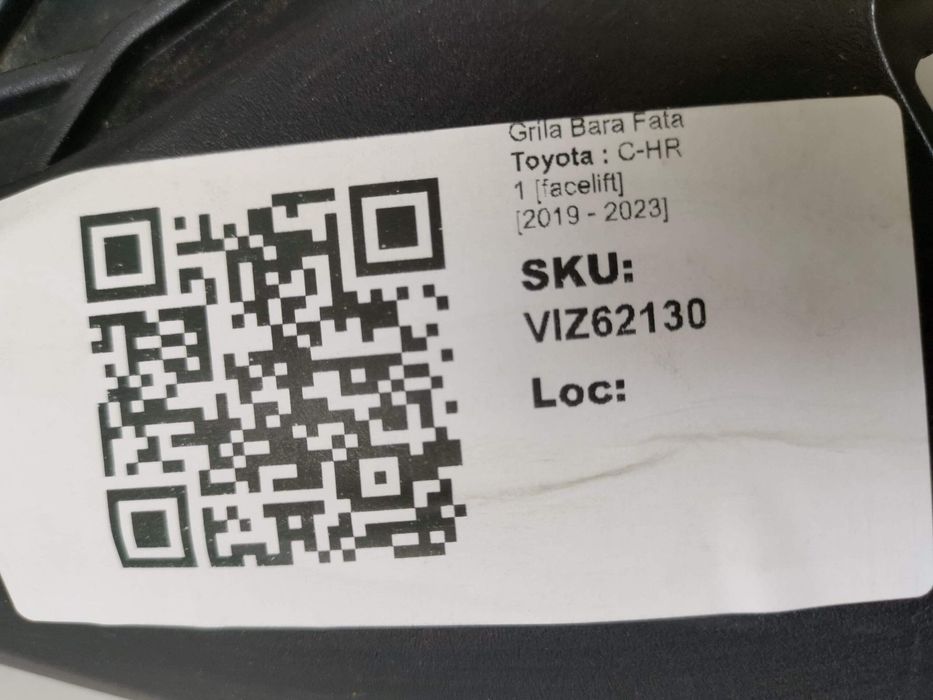 Grila Bara Fata
Toyota : C-HR
1 [facelift]
[2019 - 2023]
SKU:
VIZ62130
Loc: